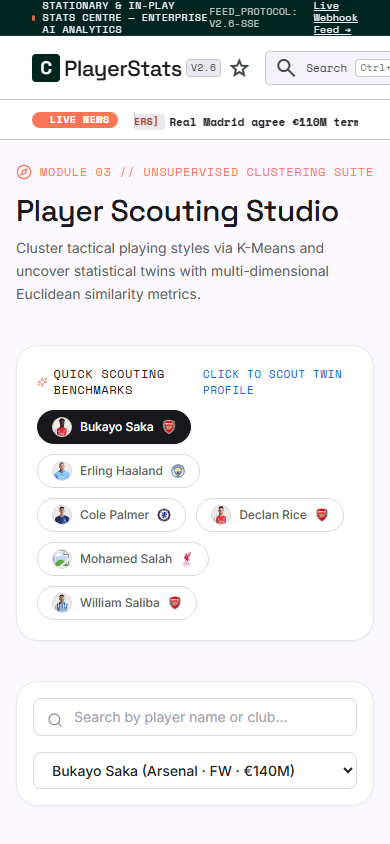 STATIONARY & IN-PLAY
STATS CENTRE — ENTERPRISE
AI ANALYTICS
FEED_PROTOCOL:
V2.6-SSE
Live
Webhook
Feed →
C PlayerStats V2.6
Search Ctrl+
LIVE NEWS
ERS] Real Madrid agree €110M term
MODULE 03 // UNSUPERVISED CLUSTERING SUITE
Player Scouting Studio
Cluster tactical playing styles via K-Means and
uncover statistical twins with multi-dimensional
Euclidean similarity metrics.
QUICK SCOUTING
BENCHMARKS
CLICK TO SCOUT TWIN
PROFILE
Bukayo Saka
Erling Haaland
Cole Palmer
Declan Rice
Mohamed Salah
William Saliba
Search by player name or club...
Bukayo Saka (Arsenal · FW · €140M)